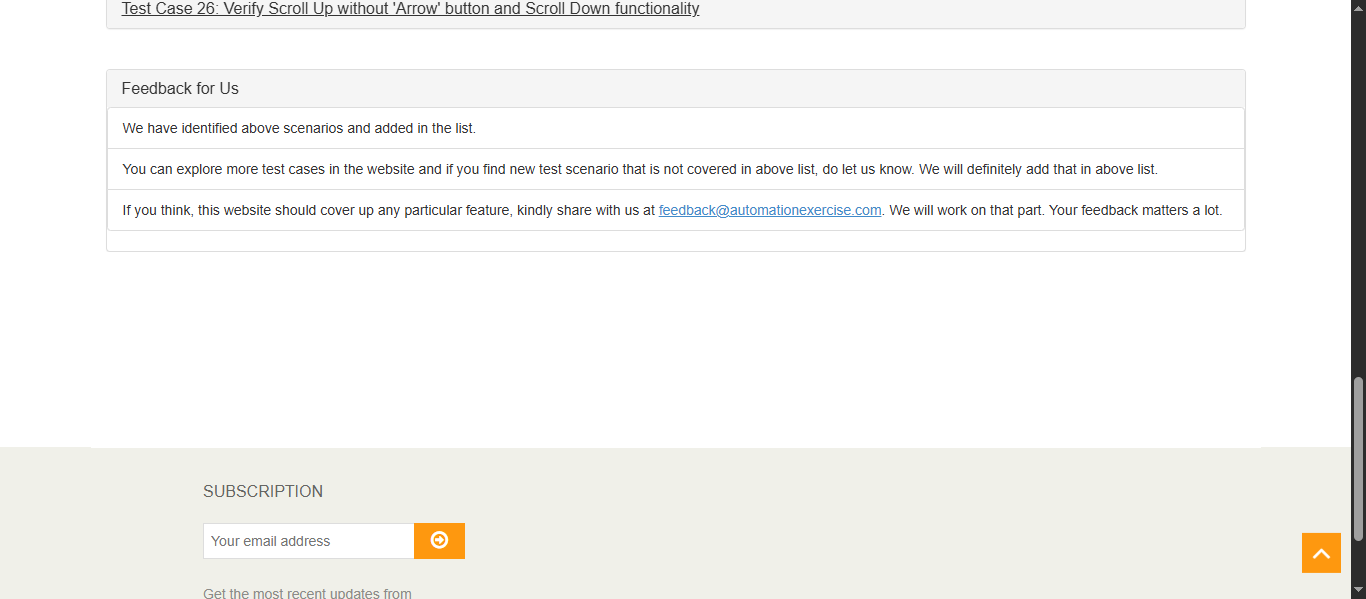 Test Case 26: Verify Scroll Up without 'Arrow' button and Scroll Down functionality
Feedback for Us
We have identified above scenarios and added in the list.
You can explore more test cases in the website and if you find new test scenario that is not covered in above list, do let us know. We will definitely add that in above list.
If you think, this website should cover up any particular feature, kindly share with us at feedback@automationexercise.com. We will work on that part. Your feedback matters a lot.
SUBSCRIPTION
Your email address
Get the most recent updates from